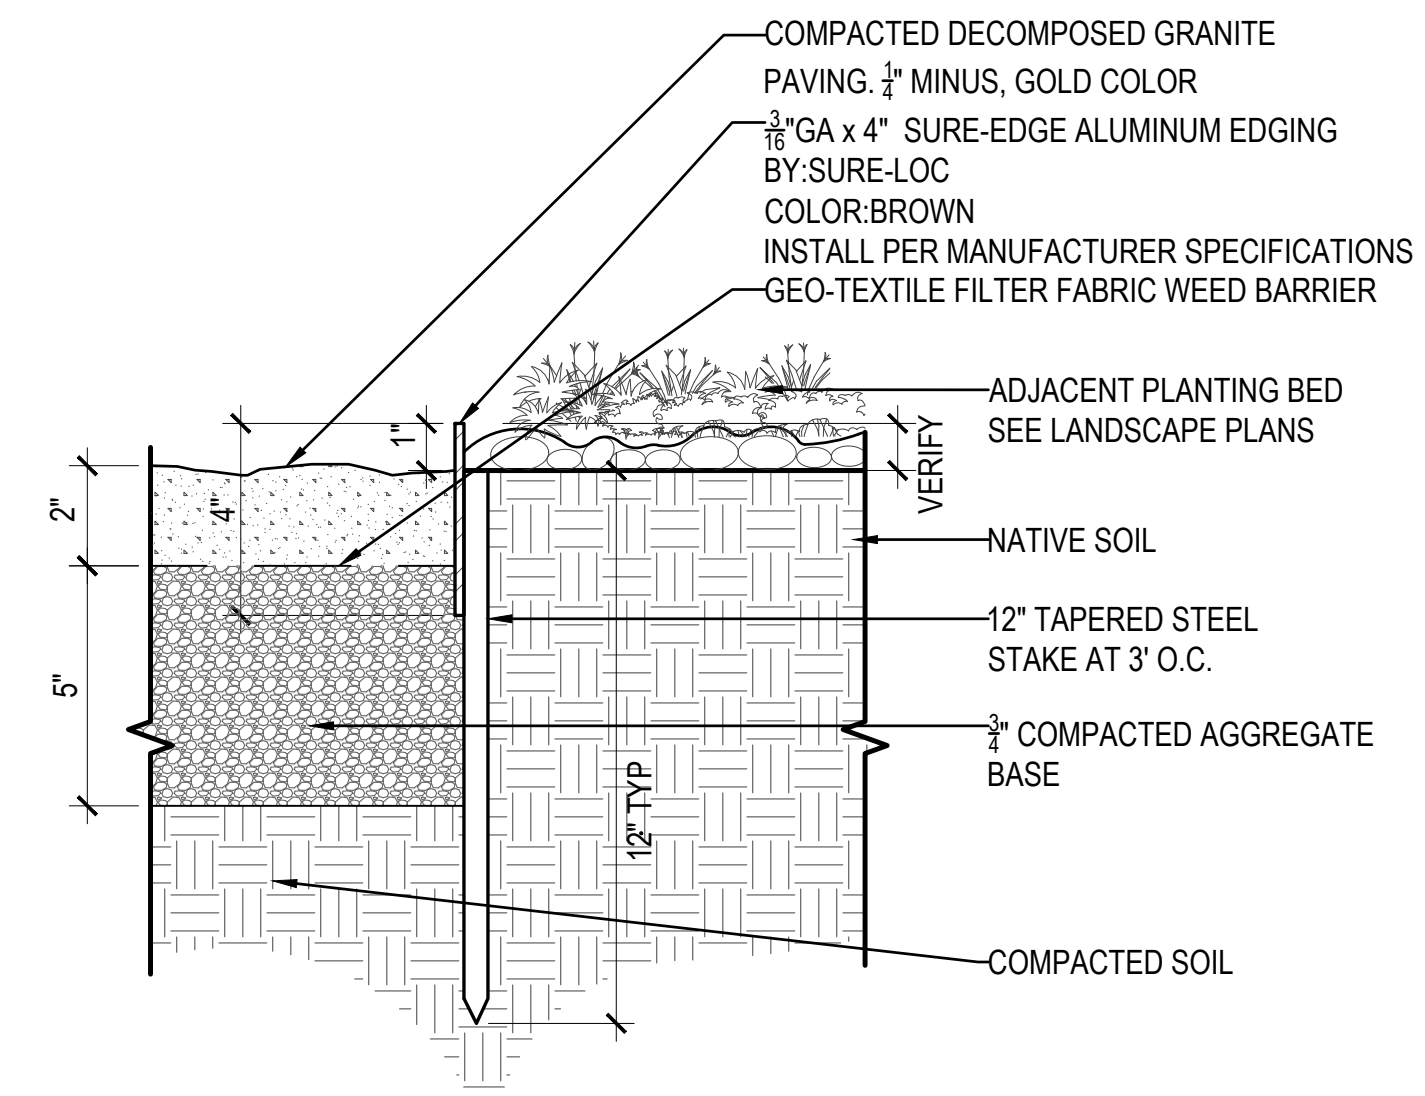 COMPACTED DECOMPOSED GRANITE
PAVING. 1/4" MINUS, GOLD COLOR
3/16"GA x 4" SURE-EDGE ALUMINUM EDGING
BY:SURE-LOC
COLOR:BROWN
INSTALL PER MANUFACTURER SPECIFICATIONS
GEO-TEXTILE FILTER FABRIC WEED BARRIER
ADJACENT PLANTING BED
SEE LANDSCAPE PLANS
1"
VERIFY
2"
4"
NATIVE SOIL
12" TAPERED STEEL
STAKE AT 3' O.C.
5"
3/4" COMPACTED AGGREGATE
BASE
12" TYP
COMPACTED SOIL